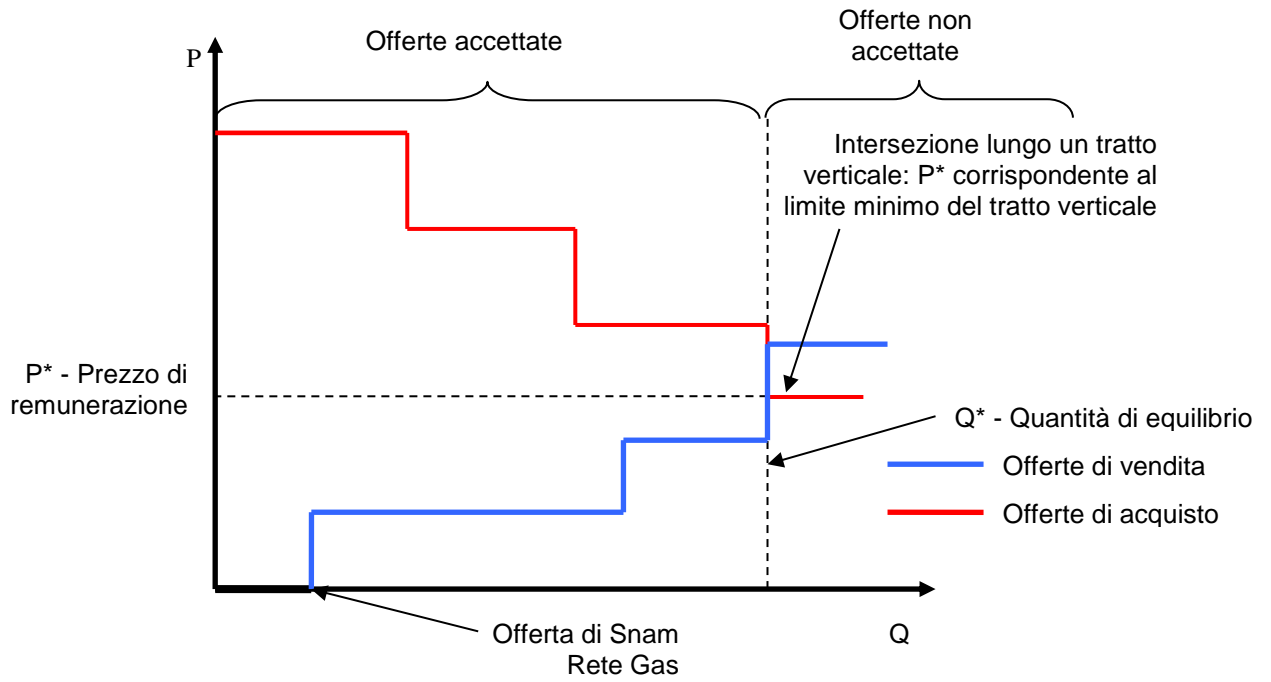 Offerte accettate
Offerte non
accettate
P
Intersezione lungo un tratto
verticale: P* corrispondente al
limite minimo del tratto verticale
P* - Prezzo di
remunerazione
Q* - Quantità di equilibrio
Offerte di vendita
Offerte di acquisto
Offerta di Snam
Rete Gas
Q